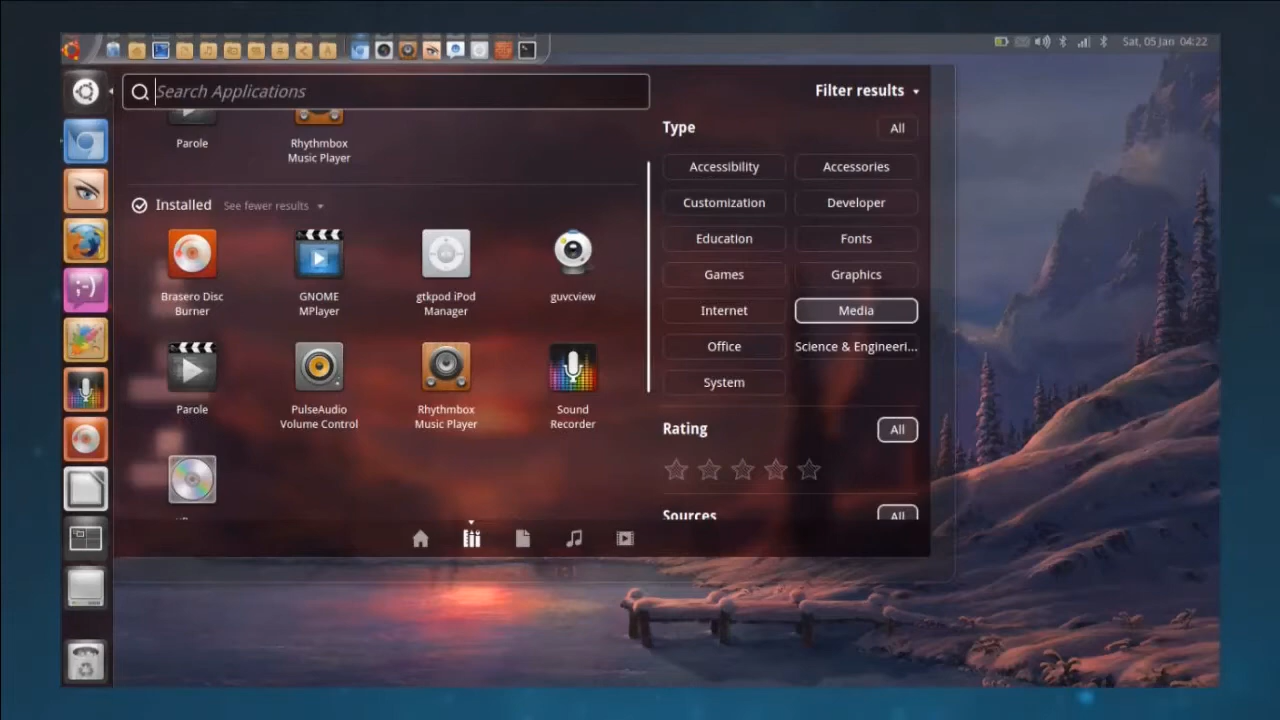 Sat, 05 Jan 04:22
Search Applications
Filter results
Parole
Rhythmbox
Music Player
Installed
See fewer results
Brasero Disc
Burner
GNOME
MPlayer
gtkpod iPod
Manager
guvcview
Parole
PulseAudio
Volume Control
Rhythmbox
Music Player
Sound
Recorder
Type
All
Accessibility
Accessories
Customization
Developer
Education
Fonts
Games
Graphics
Internet
Media
Office
Science & Engineeri...
System
Rating
All
Sources
All